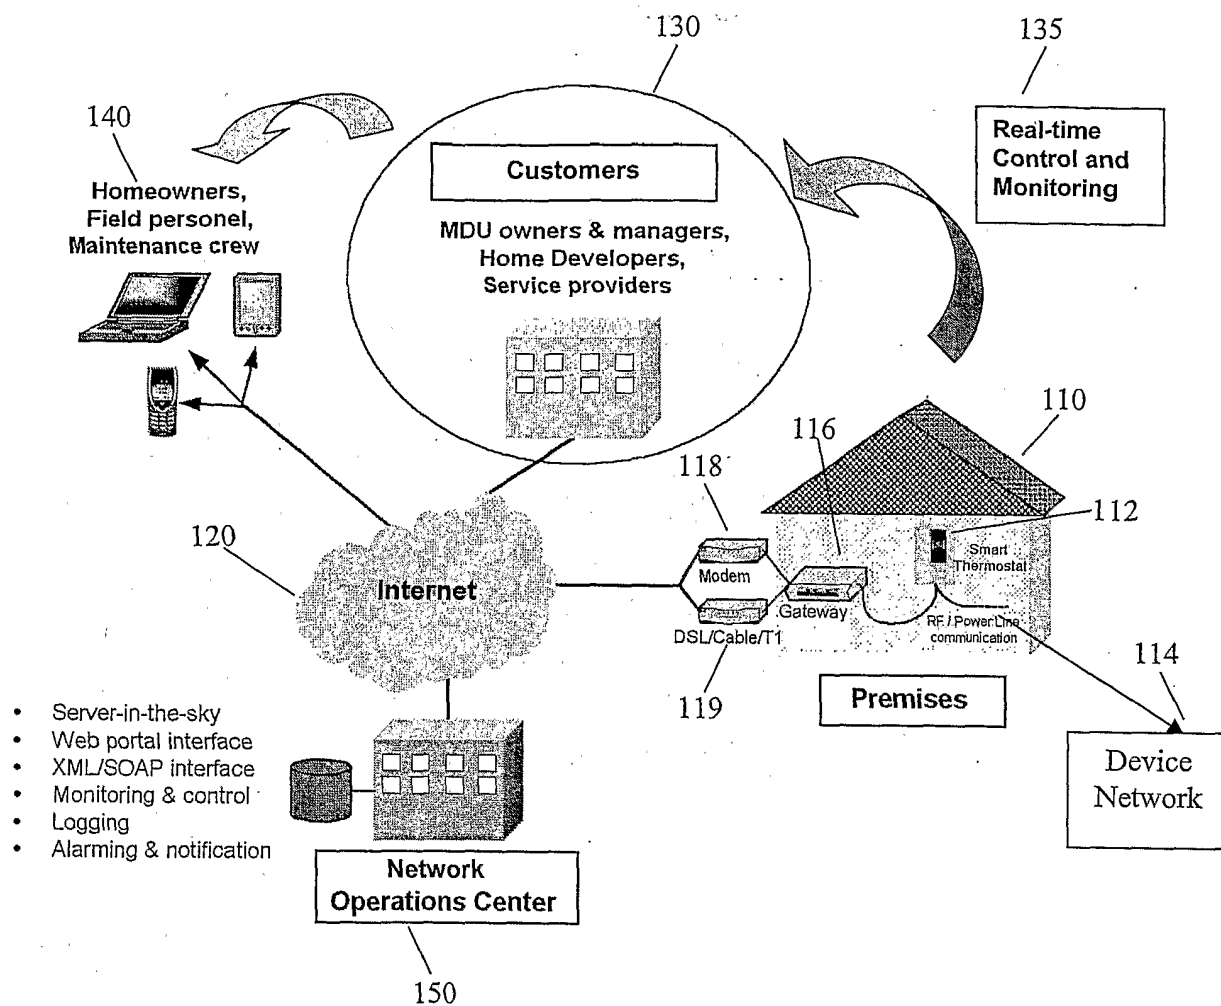 130
135
140
Real-time
Control and
Monitoring
Customers
Homeowners,
Field personel,
Maintenance crew
MDU owners & managers,
Home Developers,
Service providers
110
116
118
112
120
Smart
Thermostat
Internet
Modem
Gateway
RF / Power Line
communication
DSL/Cable/T1
114
119
Premises
• Server-in-the-sky
• Web portal interface
• XML/SOAP interface
• Monitoring & control
• Logging
• Alarming & notification
Device
Network
Network
Operations Center
150